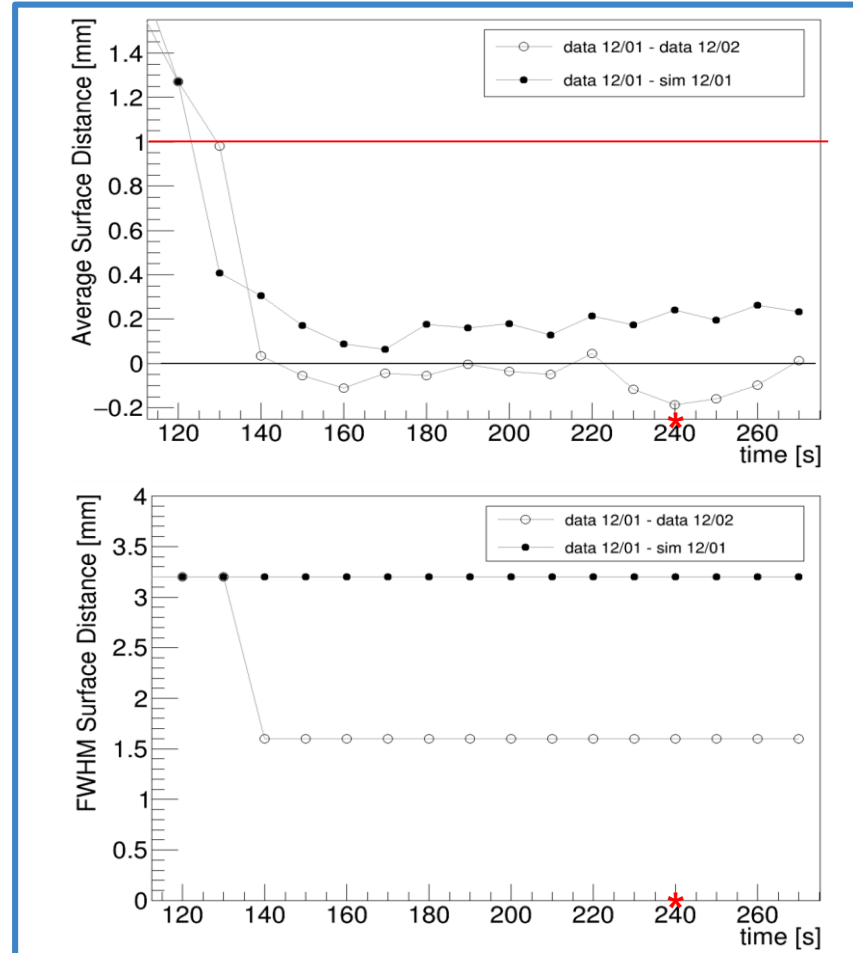 Average Surface Distance [mm]
1.4
1.2
1
0.8
0.6
0.4
0.2
0
−0.2
data 12/01 - data 12/02
data 12/01 - sim 12/01
120 140 160 180 200 220 240 260
time [s]
FWHM Surface Distance [mm]
4
3.5
3
2.5
2
1.5
1
0.5
0
data 12/01 - data 12/02
data 12/01 - sim 12/01
120 140 160 180 200 220 240 260
time [s]